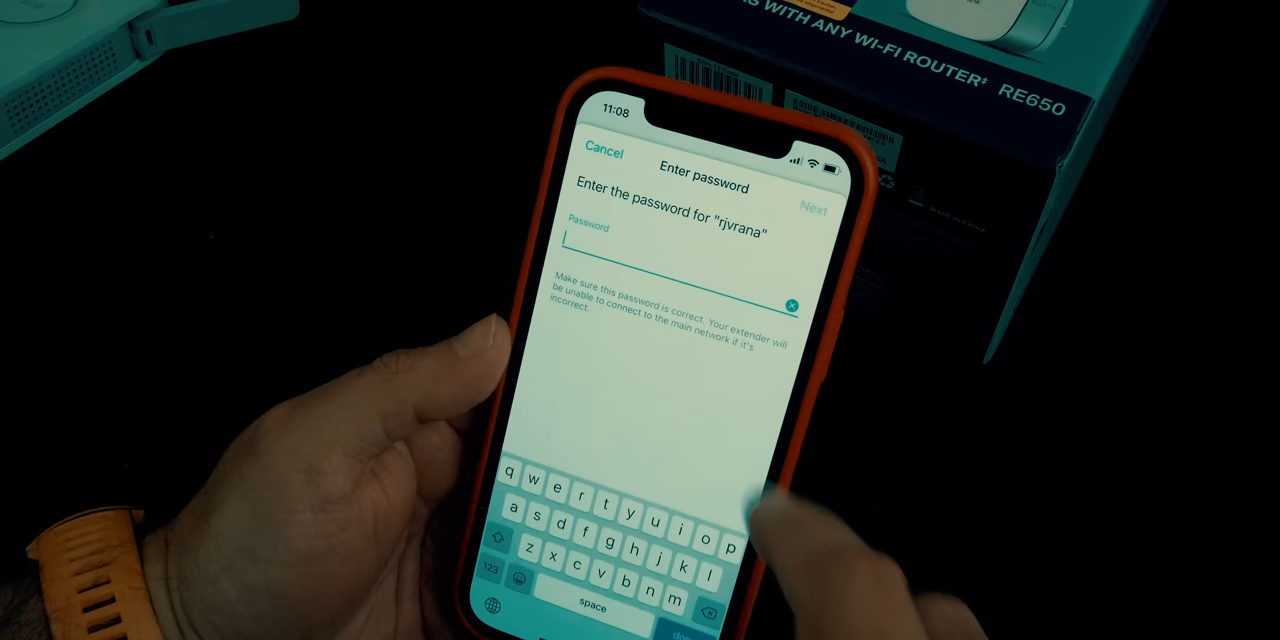 AS WITH ANY WI-FI ROUTER‡ RE650
11:08
Cancel
Enter password
Next
Enter the password for "rjvrana"
Password
Make sure this password is correct. Your extender will
be unable to connect to the main network if it's
incorrect.
q w e r t y u i o p
a s d f g h j k l
z x c v b n m
123
space